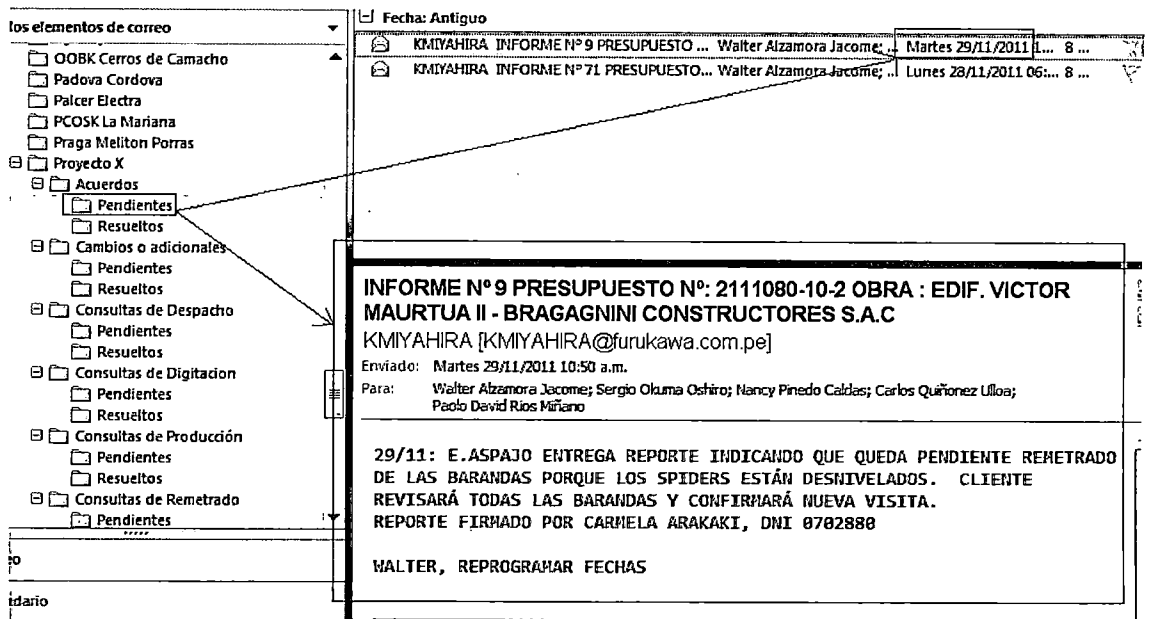 los elementos de correo
OOBK Cerros de Camacho
Padova Cordova
Palcer Electra
PCOSK La Mariana
Praga Meliton Porras
Proyecto X
Acuerdos
Pendientes
Resueltos
Cambios o adicionales
Pendientes
Resueltos
Consultas de Despacho
Pendientes
Resueltos
Consultas de Digitacion
Pendientes
Resueltos
Consultas de Producción
Pendientes
Resueltos
Consultas de Remetrado
Pendientes
eo
idario
Fecha: Antiguo
KMIYAHIRA INFORME Nº 9 PRESUPUESTO ... Walter Alzamora Jacome; ... Martes 29/11/2011 1... 8 ...
KMIYAHIRA INFORME Nº 71 PRESUPUESTO... Walter Alzamora Jacome; ... Lunes 28/11/2011 06:... 8 ...
INFORME Nº 9 PRESUPUESTO Nº: 2111080-10-2 OBRA : EDIF. VICTOR
MAURTUA II - BRAGAGNINI CONSTRUCTORES S.A.C
KMIYAHIRA [KMIYAHIRA@furukawa.com.pe]
Enviado: Martes 29/11/2011 10:50 a.m.
Para: Walter Alzamora Jacome; Sergio Okuma Oshiro; Nancy Pinedo Caldas; Carlos Quiñonez Ulloa;
Paolo David Rios Miñano
29/11: E.ASPAJO ENTREGA REPORTE INDICANDO QUE QUEDA PENDIENTE REMETRADO
DE LAS BARANDAS PORQUE LOS SPIDERS ESTÁN DESNIVELADOS. CLIENTE
REVISARÁ TODAS LAS BARANDAS Y CONFIRMARÁ NUEVA VISITA.
REPORTE FIRMADO POR CARMELA ARAKAKI, DNI 0702880
WALTER, REPROGRAMAR FECHAS